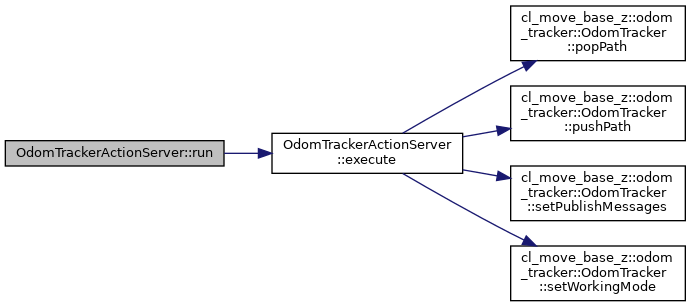 OdomTrackerActionServer::run
OdomTrackerActionServer
::execute
cl_move_base_z::odom
_tracker::OdomTracker
::popPath
cl_move_base_z::odom
_tracker::OdomTracker
::pushPath
cl_move_base_z::odom
_tracker::OdomTracker
::setPublishMessages
cl_move_base_z::odom
_tracker::OdomTracker
::setWorkingMode